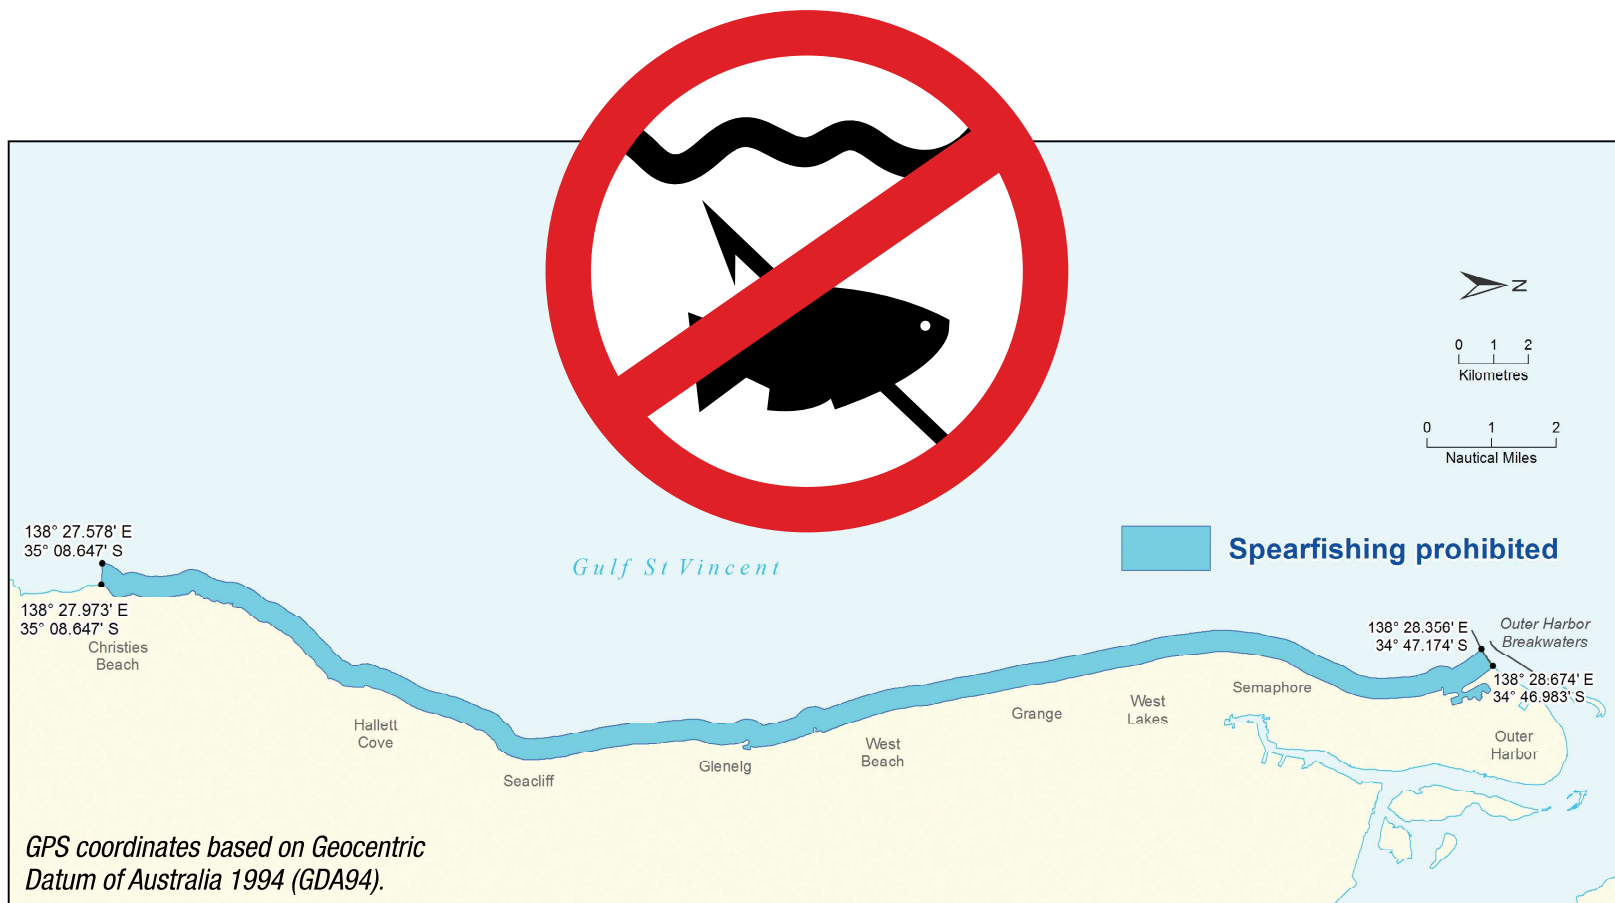 N
0 1 2
Kilometres
0 1 2
Nautical Miles
138° 27.578' E
35° 08.647' S
Gulf St Vincent
Spearfishing prohibited
138° 27.973' E
35° 08.647' S
Christies
Beach
138° 28.356' E
34° 47.174' S
Outer Harbor
Breakwaters
138° 28.674' E
34° 46.983' S
Hallett
Cove
Seacliff
Glenelg
West
Beach
Grange
West
Lakes
Semaphore
Outer
Harbor
GPS coordinates based on Geocentric
Datum of Australia 1994 (GDA94).